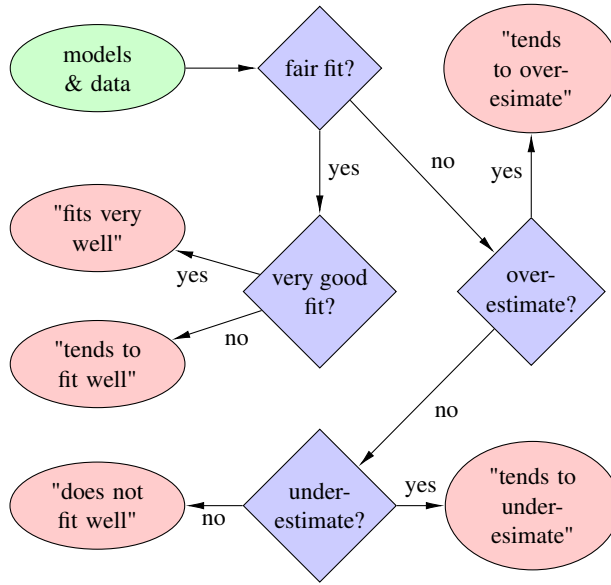 models
& data
fair fit?
"tends
to over-
esimate"
yes
no
yes
"fits very
well"
yes
very good
fit?
over-
estimate?
no
"tends to
fit well"
no
"does not
fit well"
no
under-
estimate?
yes
"tends to
under-
esimate"